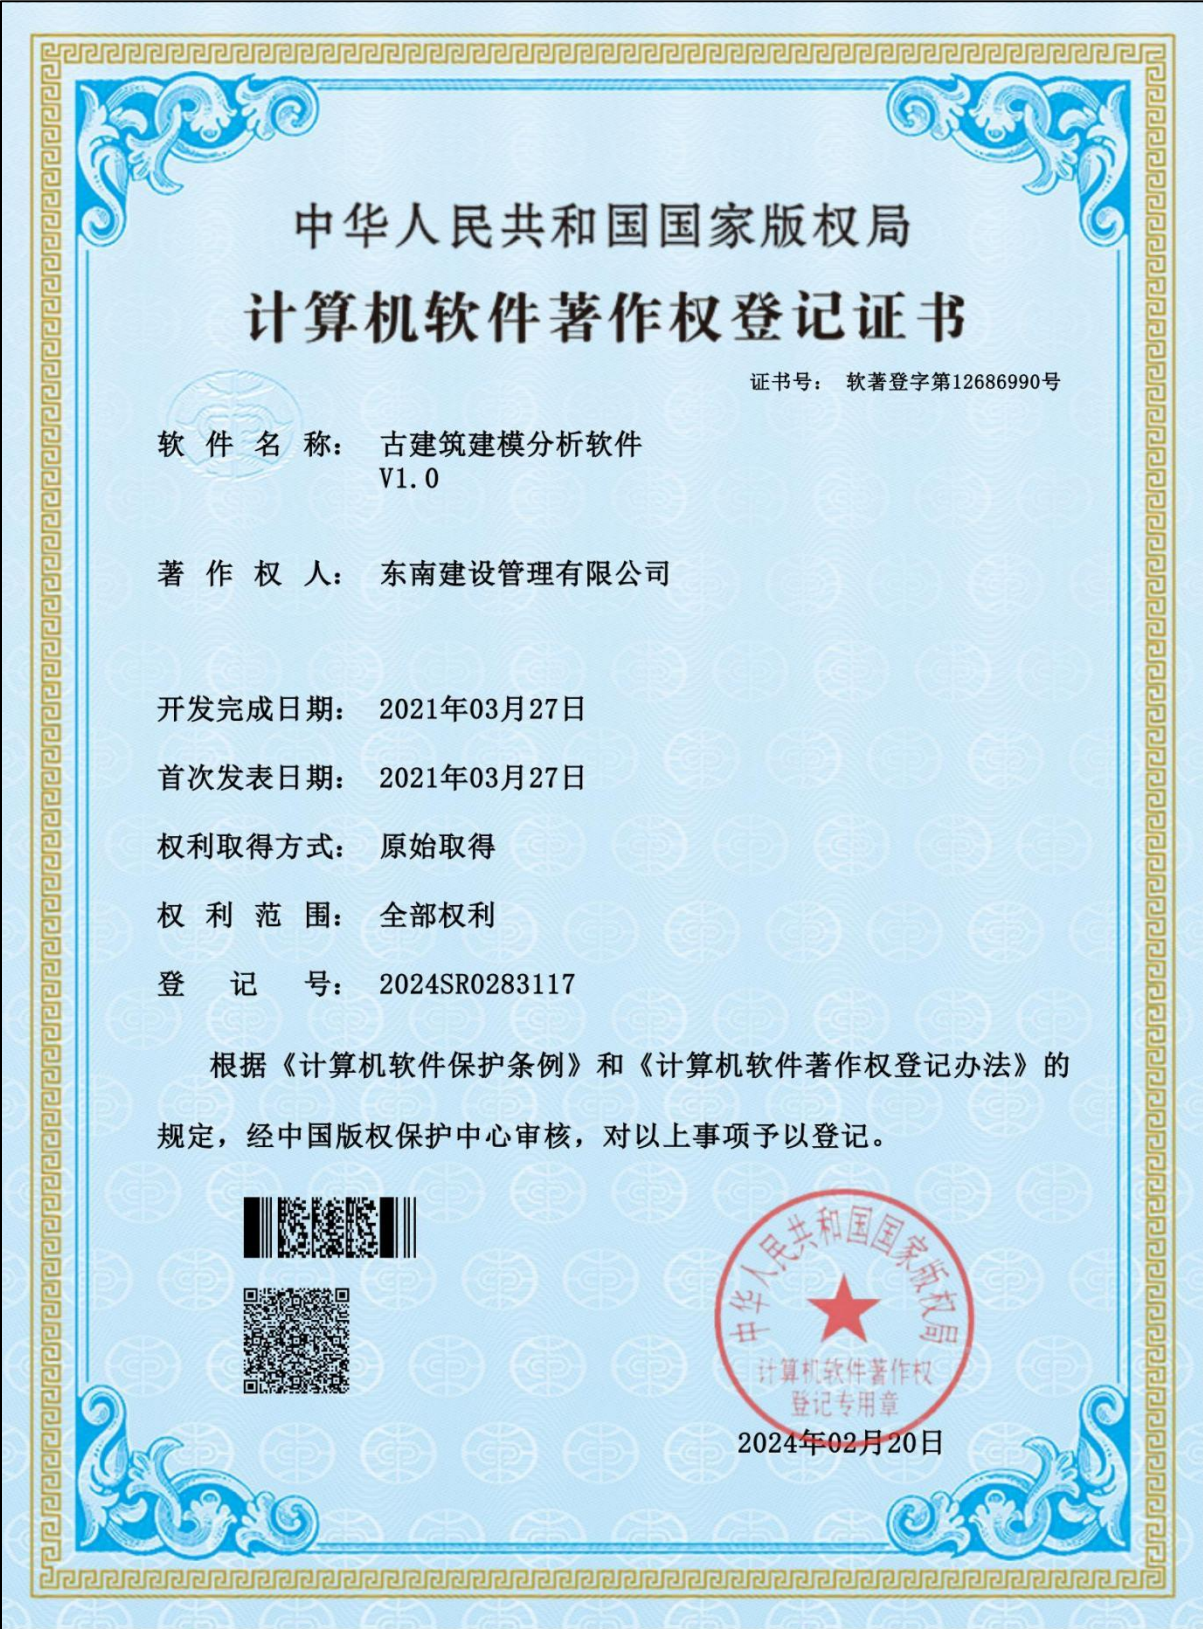 中华人民共和国国家版权局
计算机软件著作权登记证书
证书号： 软著登字第12686990号
软件名称： 古建筑建模分析软件
V1.0
著作权人： 东南建设管理有限公司
开发完成日期： 2021年03月27日
首次发表日期： 2021年03月27日
权利取得方式： 原始取得
权利范围： 全部权利
登记号： 2024SR0283117
根据《计算机软件保护条例》和《计算机软件著作权登记办法》的
规定，经中国版权保护中心审核，对以上事项予以登记。
中华人民共和国国家版权局
计算机软件著作权
登记专用章
2024年02月20日